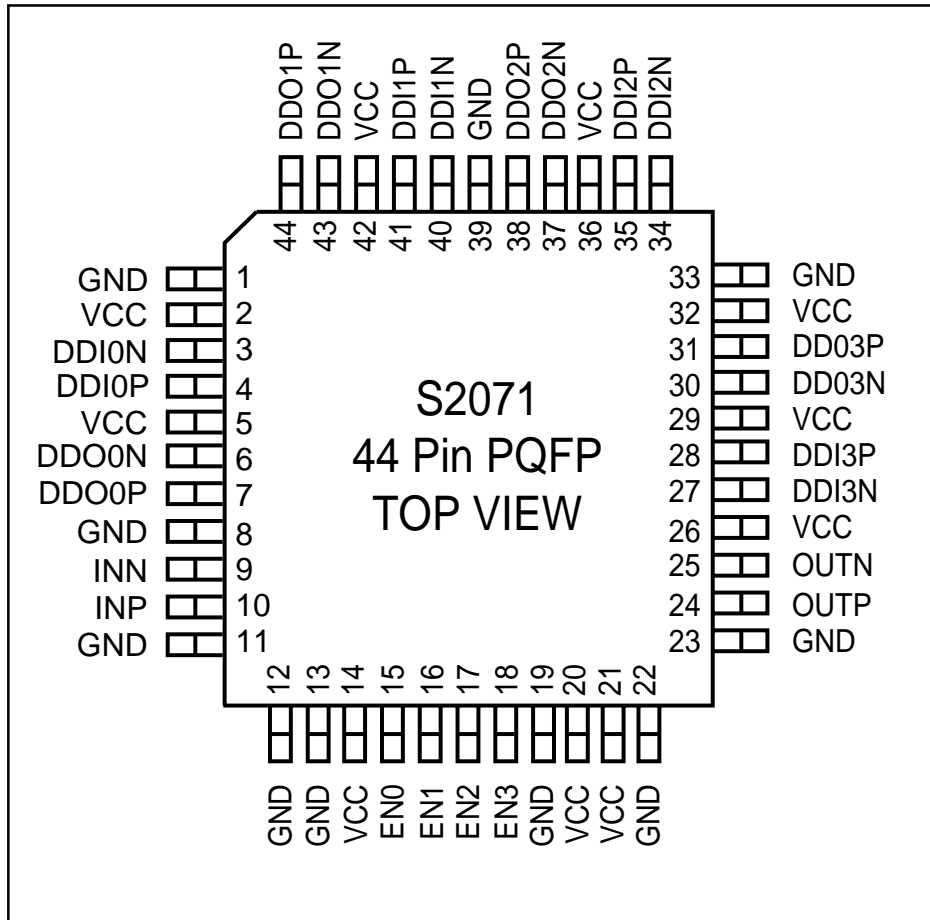 DDO1P
DDO1N
VCC
DDI1P
DDI1N
GND
DDO2P
DDO2N
VCC
DDI2P
DDI2N
44
43
42
41
40
39
38
37
36
35
34
GND 1
VCC 2
DDI0N 3
DDI0P 4
VCC 5
DDO0N 6
DDO0P 7
GND 8
INN 9
INP 10
GND 11
S2071
44 Pin PQFP
TOP VIEW
33 GND
32 VCC
31 DD03P
30 DD03N
29 VCC
28 DDI3P
27 DDI3N
26 VCC
25 OUTN
24 OUTP
23 GND
12
13
14
15
16
17
18
19
20
21
22
GND
GND
VCC
EN0
EN1
EN2
EN3
GND
VCC
VCC
GND